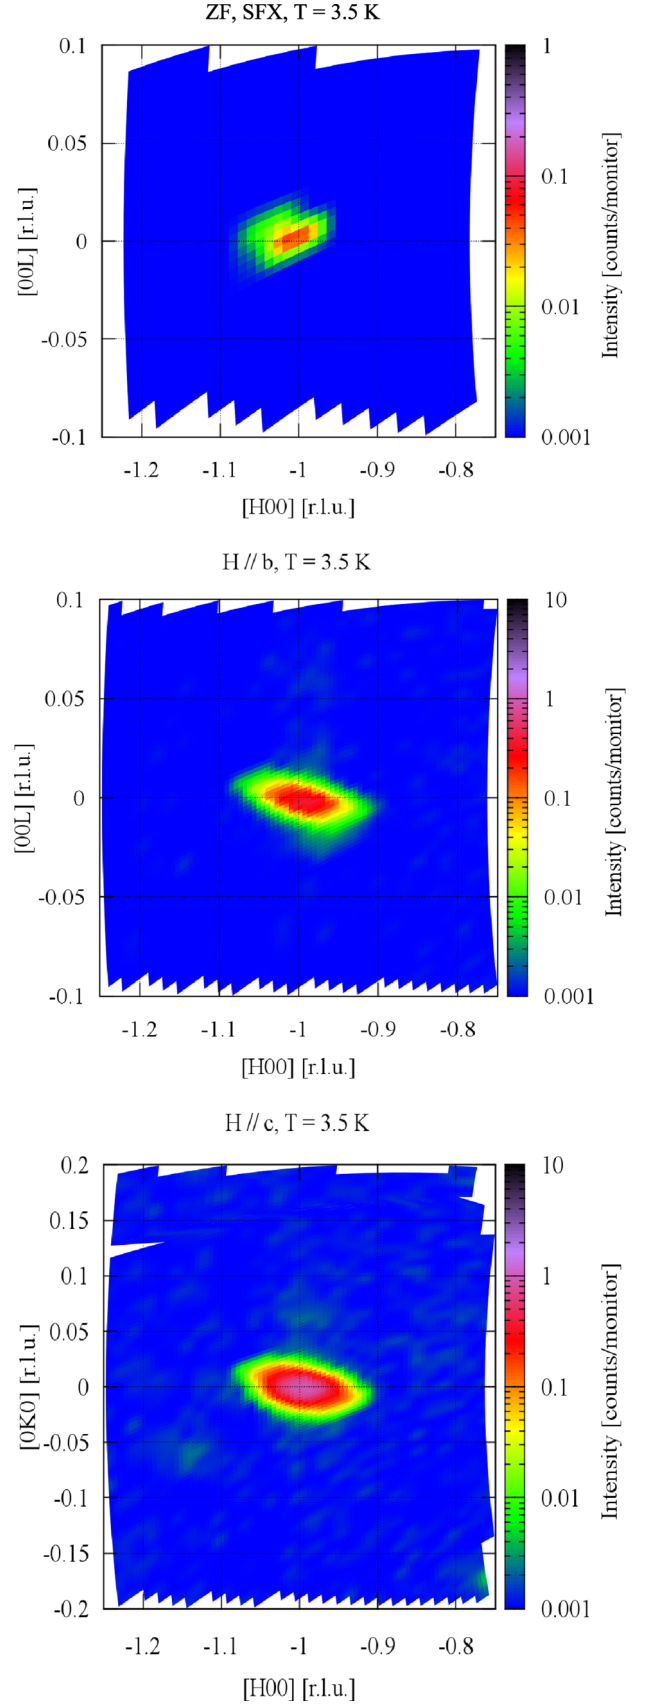 ZF, SFX, T = 3.5 K
0.1
0.05
0
-0.05
-0.1
[00L] [r.l.u.]
-1.2 -1.1 -1 -0.9 -0.8
[H00] [r.l.u.]
1
0.1
0.01
0.001
Intensity [counts/monitor]
H // b, T = 3.5 K
0.1
0.05
0
-0.05
-0.1
[00L] [r.l.u.]
-1.2 -1.1 -1 -0.9 -0.8
[H00] [r.l.u.]
10
1
0.1
0.01
0.001
Intensity [counts/monitor]
H // c, T = 3.5 K
0.2
0.15
0.1
0.05
0
-0.05
-0.1
-0.15
-0.2
[0K0] [r.l.u.]
-1.2 -1.1 -1 -0.9 -0.8
[H00] [r.l.u.]
10
1
0.1
0.01
0.001
Intensity [counts/monitor]